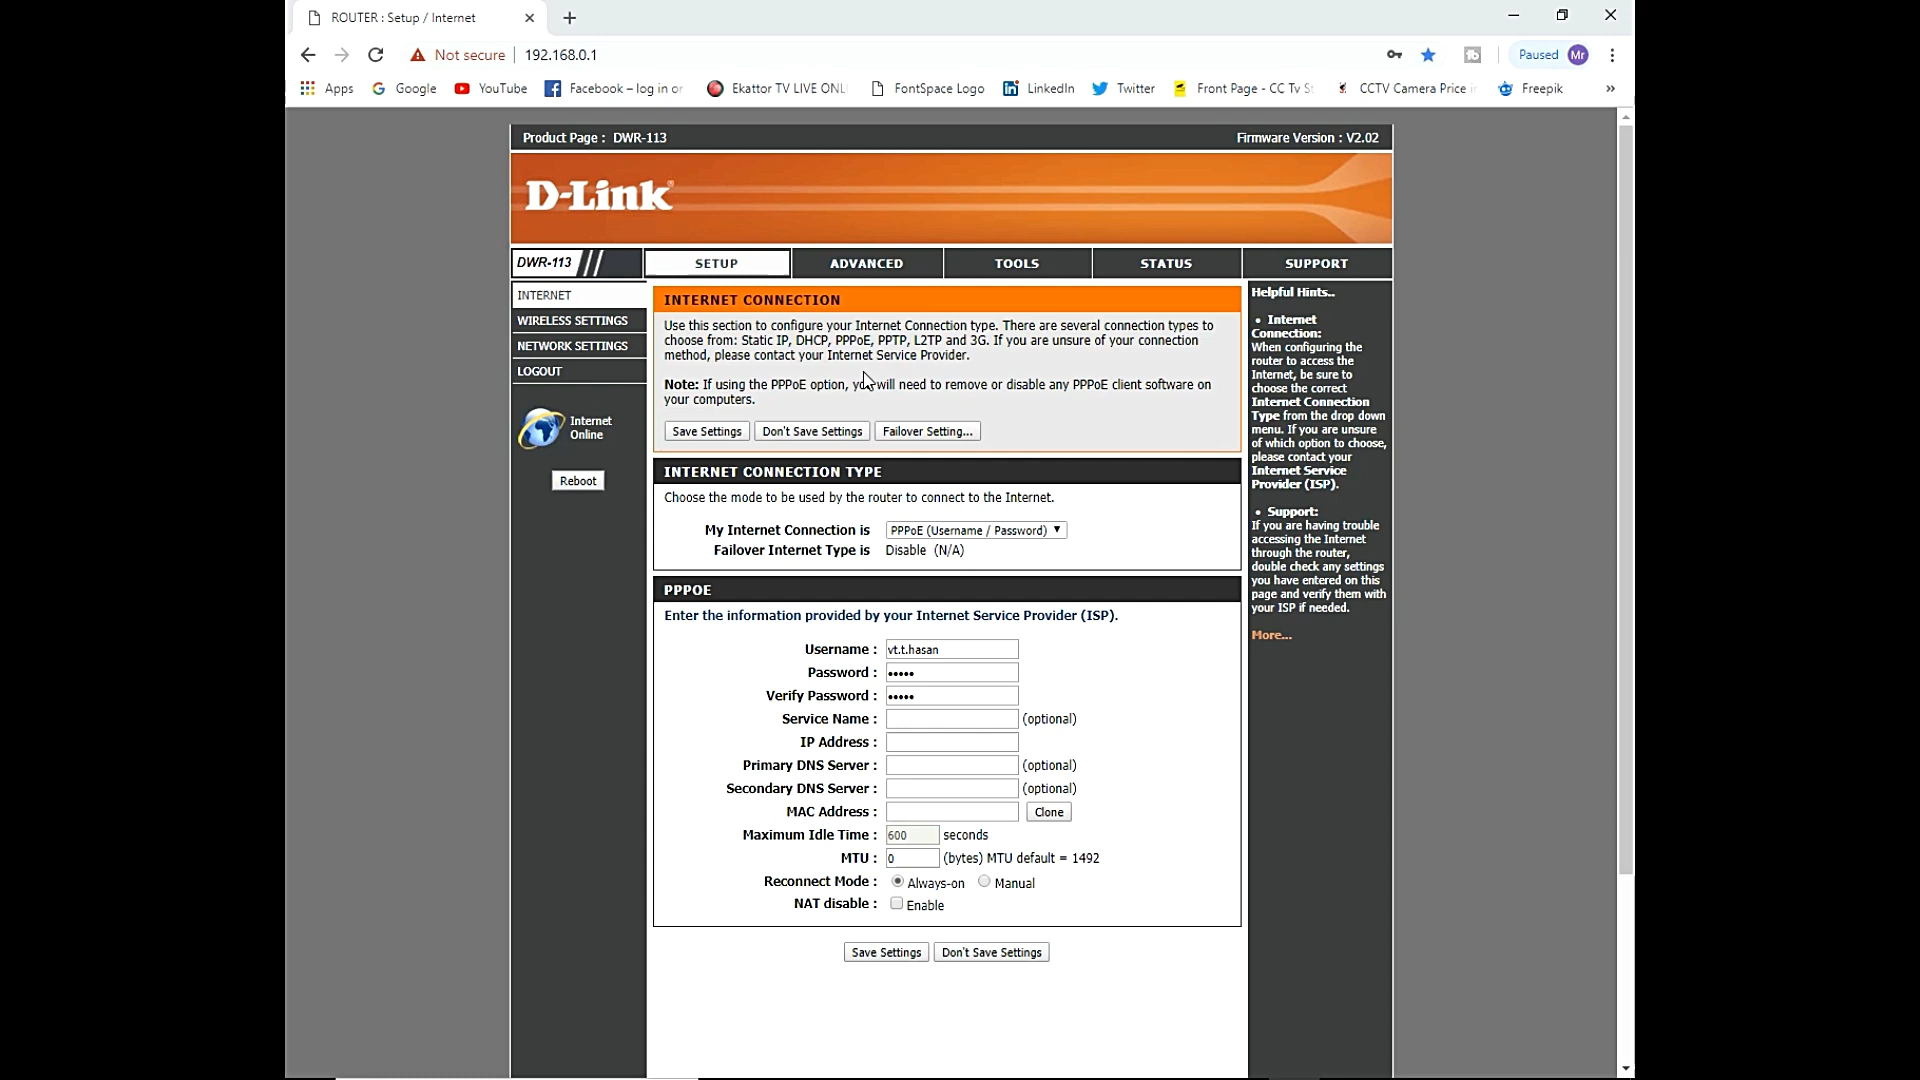 ROUTER : Setup / Internet
Not secure | 192.168.0.1
Paused Mr
Apps Google YouTube Facebook – log in or Ekattor TV LIVE ONL FontSpace Logo LinkedIn Twitter Front Page - CC Tv St CCTV Camera Price in Freepik »
Product Page : DWR-113 Firmware Version : V2.02
D-Link
DWR-113 SETUP ADVANCED TOOLS STATUS SUPPORT
INTERNET
WIRELESS SETTINGS
NETWORK SETTINGS
LOGOUT
Internet
Online
Reboot
INTERNET CONNECTION
Use this section to configure your Internet Connection type. There are several connection types to
choose from: Static IP, DHCP, PPPoE, PPTP, L2TP and 3G. If you are unsure of your connection
method, please contact your Internet Service Provider.
Note: If using the PPPoE option, you will need to remove or disable any PPPoE client software on
your computers.
Save Settings Don't Save Settings Failover Setting...
INTERNET CONNECTION TYPE
Choose the mode to be used by the router to connect to the Internet.
My Internet Connection is PPPoE (Username / Password)
Failover Internet Type is Disable (N/A)
PPPOE
Enter the information provided by your Internet Service Provider (ISP).
Username : vt.t.hasan
Password : •••••
Verify Password : •••••
Service Name : (optional)
IP Address :
Primary DNS Server : (optional)
Secondary DNS Server : (optional)
MAC Address : Clone
Maximum Idle Time : 600 seconds
MTU : 0 (bytes) MTU default = 1492
Reconnect Mode : Always-on Manual
NAT disable : Enable
Save Settings Don't Save Settings
Helpful Hints..
• Internet
Connection:
When configuring the
router to access the
Internet, be sure to
choose the correct
Internet Connection
Type from the drop down
menu. If you are unsure
of which option to choose,
please contact your
Internet Service
Provider (ISP).
• Support:
If you are having trouble
accessing the Internet
through the router,
double check any settings
you have entered on this
page and verify them with
your ISP if needed.
More...